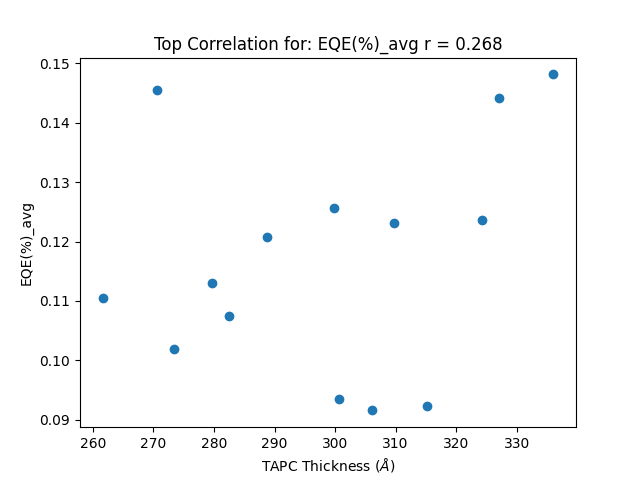 Top Correlation for: EQE(%)_avg r = 0.268
0.15
0.14
0.13
0.12
0.11
0.10
0.09
EQE(%)_avg
260 270 280 290 300 310 320 330
TAPC Thickness (Å)